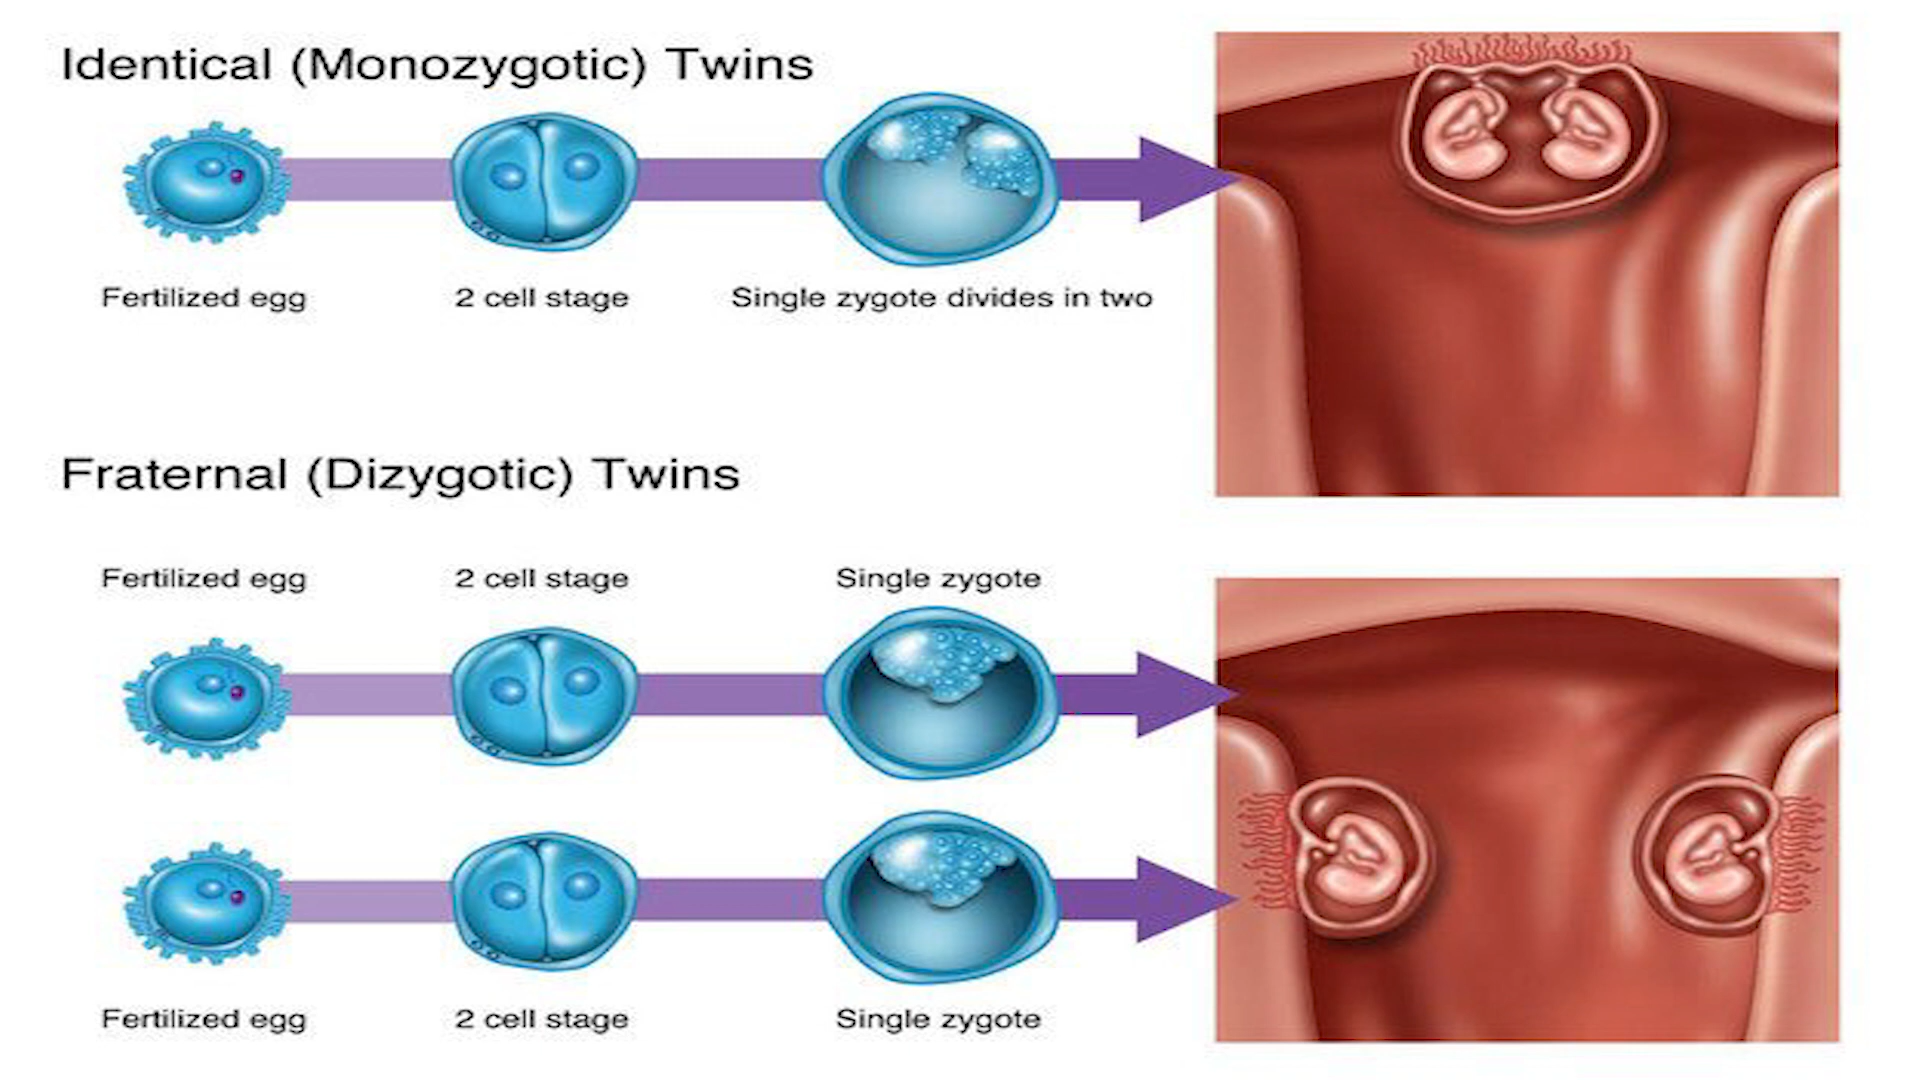 Identical (Monozygotic) Twins
Fertilized egg
2 cell stage
Single zygote divides in two
Fraternal (Dizygotic) Twins
Fertilized egg
2 cell stage
Single zygote
Fertilized egg
2 cell stage
Single zygote